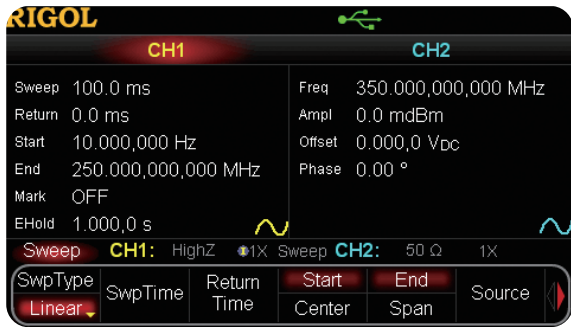 RIGOL
CH1 CH2
Sweep 100.0 ms
Return 0.0 ms
Start 10.000,000 Hz
End 250.000,000,000 MHz
Mark OFF
EHold 1.000,0 s
Freq 350.000,000,000 MHz
Ampl 0.0 mdBm
Offset 0.000,0 VDC
Phase 0.00 °
Sweep CH1: HighZ 1X Sweep CH2: 50 Ω 1X
SwpType
Linear
SwpTime
Return
Time
Start
Center
End
Span
Source